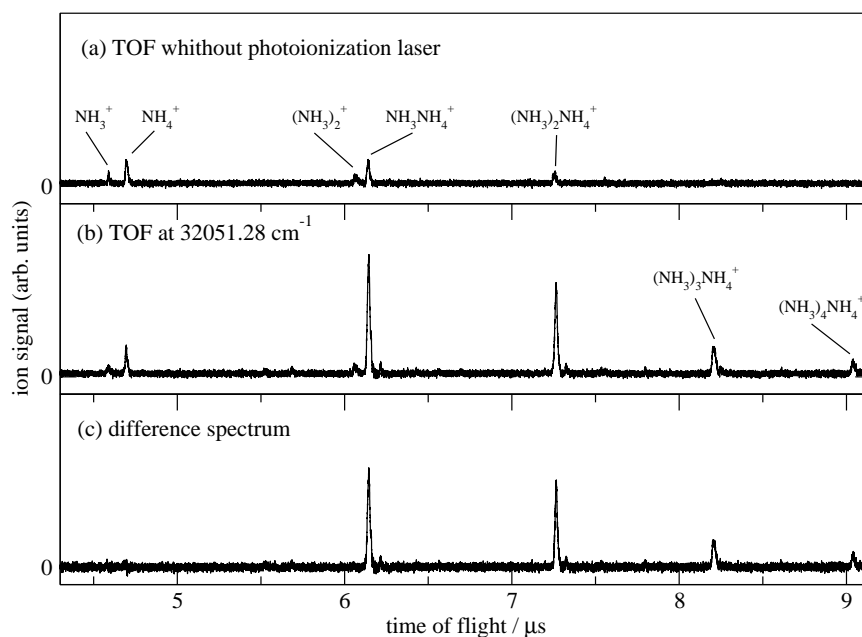 (a) TOF whithout photoionization laser
NH₃⁺
NH₄⁺
(NH₃)₂⁺
NH₃NH₄⁺
(NH₃)₂NH₄⁺
0
(b) TOF at 32051.28 cm⁻¹
(NH₃)₃NH₄⁺
(NH₃)₄NH₄⁺
0
ion signal (arb. units)
(c) difference spectrum
0
5 6 7 8 9
time of flight / μs